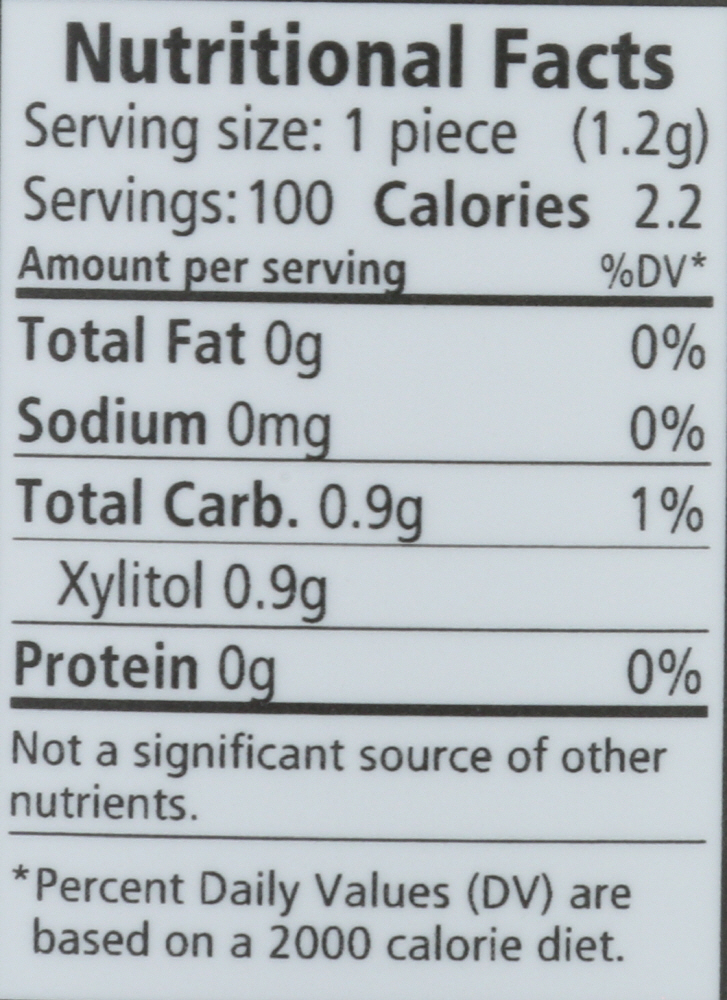 Nutritional Facts
Serving size: 1 piece (1.2g)
Servings: 100 Calories 2.2
Amount per serving %DV*
Total Fat 0g 0%
Sodium 0mg 0%
Total Carb. 0.9g 1%
Xylitol 0.9g
Protein 0g 0%
Not a significant source of other
nutrients.
*Percent Daily Values (DV) are
based on a 2000 calorie diet.